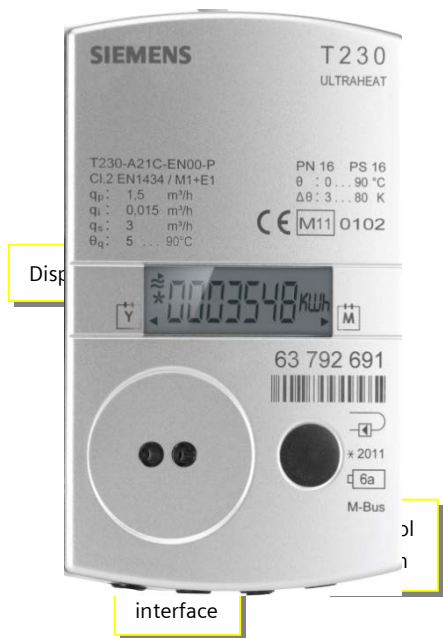 SIEMENS
T230
ULTRAHEAT
T230-A21C-EN00-P
Cl.2 EN1434 / M1+E1
qp: 1,5 m³/h
qi: 0,015 m³/h
qs: 3 m³/h
θq: 5 ... 90°C
PN 16 PS 16
θ : 0...90 °C
Δθ: 3...80 K
CE M11 0102
Y
0003548 kWh
M
63 792 691
* 2011
6a
M-Bus
interface